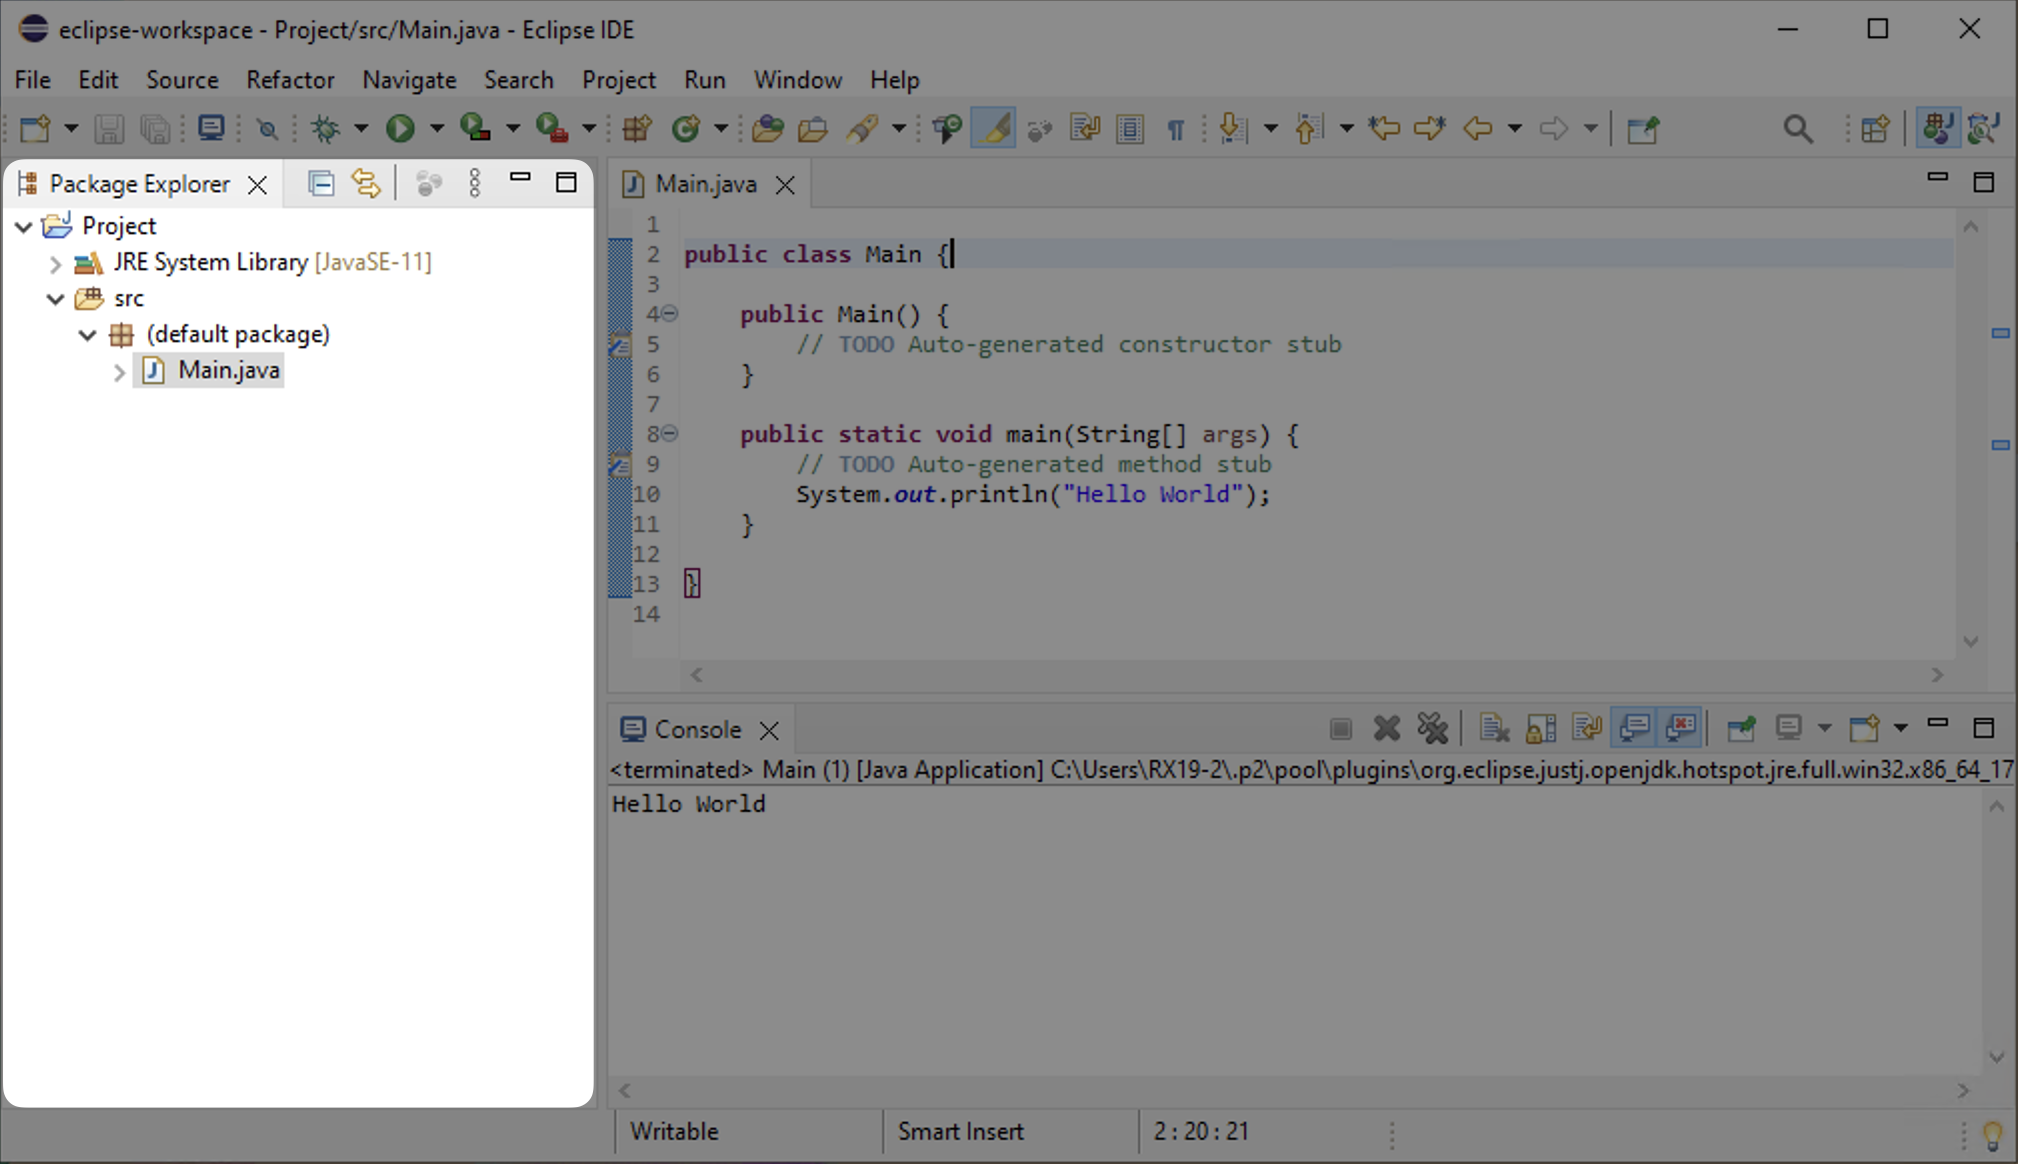 eclipse-workspace - Project/src/Main.java - Eclipse IDE
File Edit Source Refactor Navigate Search Project Run Window Help
Package Explorer
Project
JRE System Library [JavaSE-11]
src
(default package)
Main.java
Main.java
1
2 public class Main {
3
4 public Main() {
5 // TODO Auto-generated constructor stub
6 }
7
8 public static void main(String[] args) {
9 // TODO Auto-generated method stub
10 System.out.println("Hello World");
11 }
12
13 }
14
Console
<terminated> Main (1) [Java Application] C:\Users\RX19-2\.p2\pool\plugins\org.eclipse.justj.openjdk.hotspot.jre.full.win32.x86_64_17
Hello World
Writable Smart Insert 2 : 20 : 21